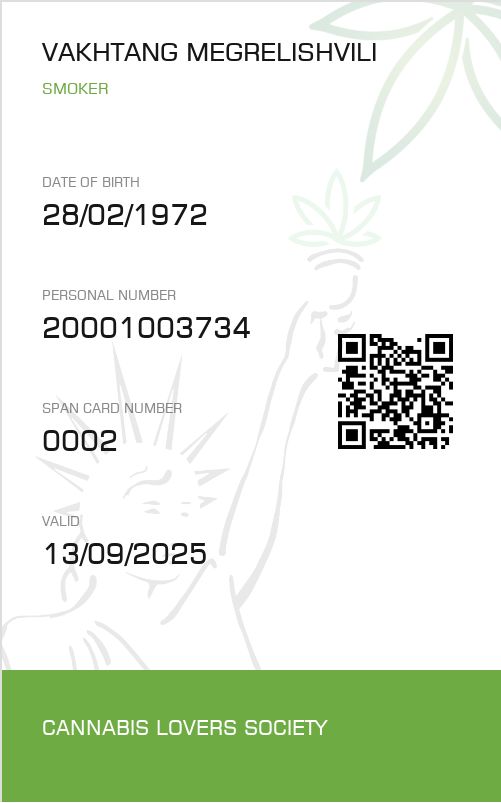 VAKHTANG MEGRELISHVILI
SMOKER
DATE OF BIRTH
28/02/1972
PERSONAL NUMBER
20001003734
SPAN CARD NUMBER
0002
VALID
13/09/2025
CANNABIS LOVERS SOCIETY